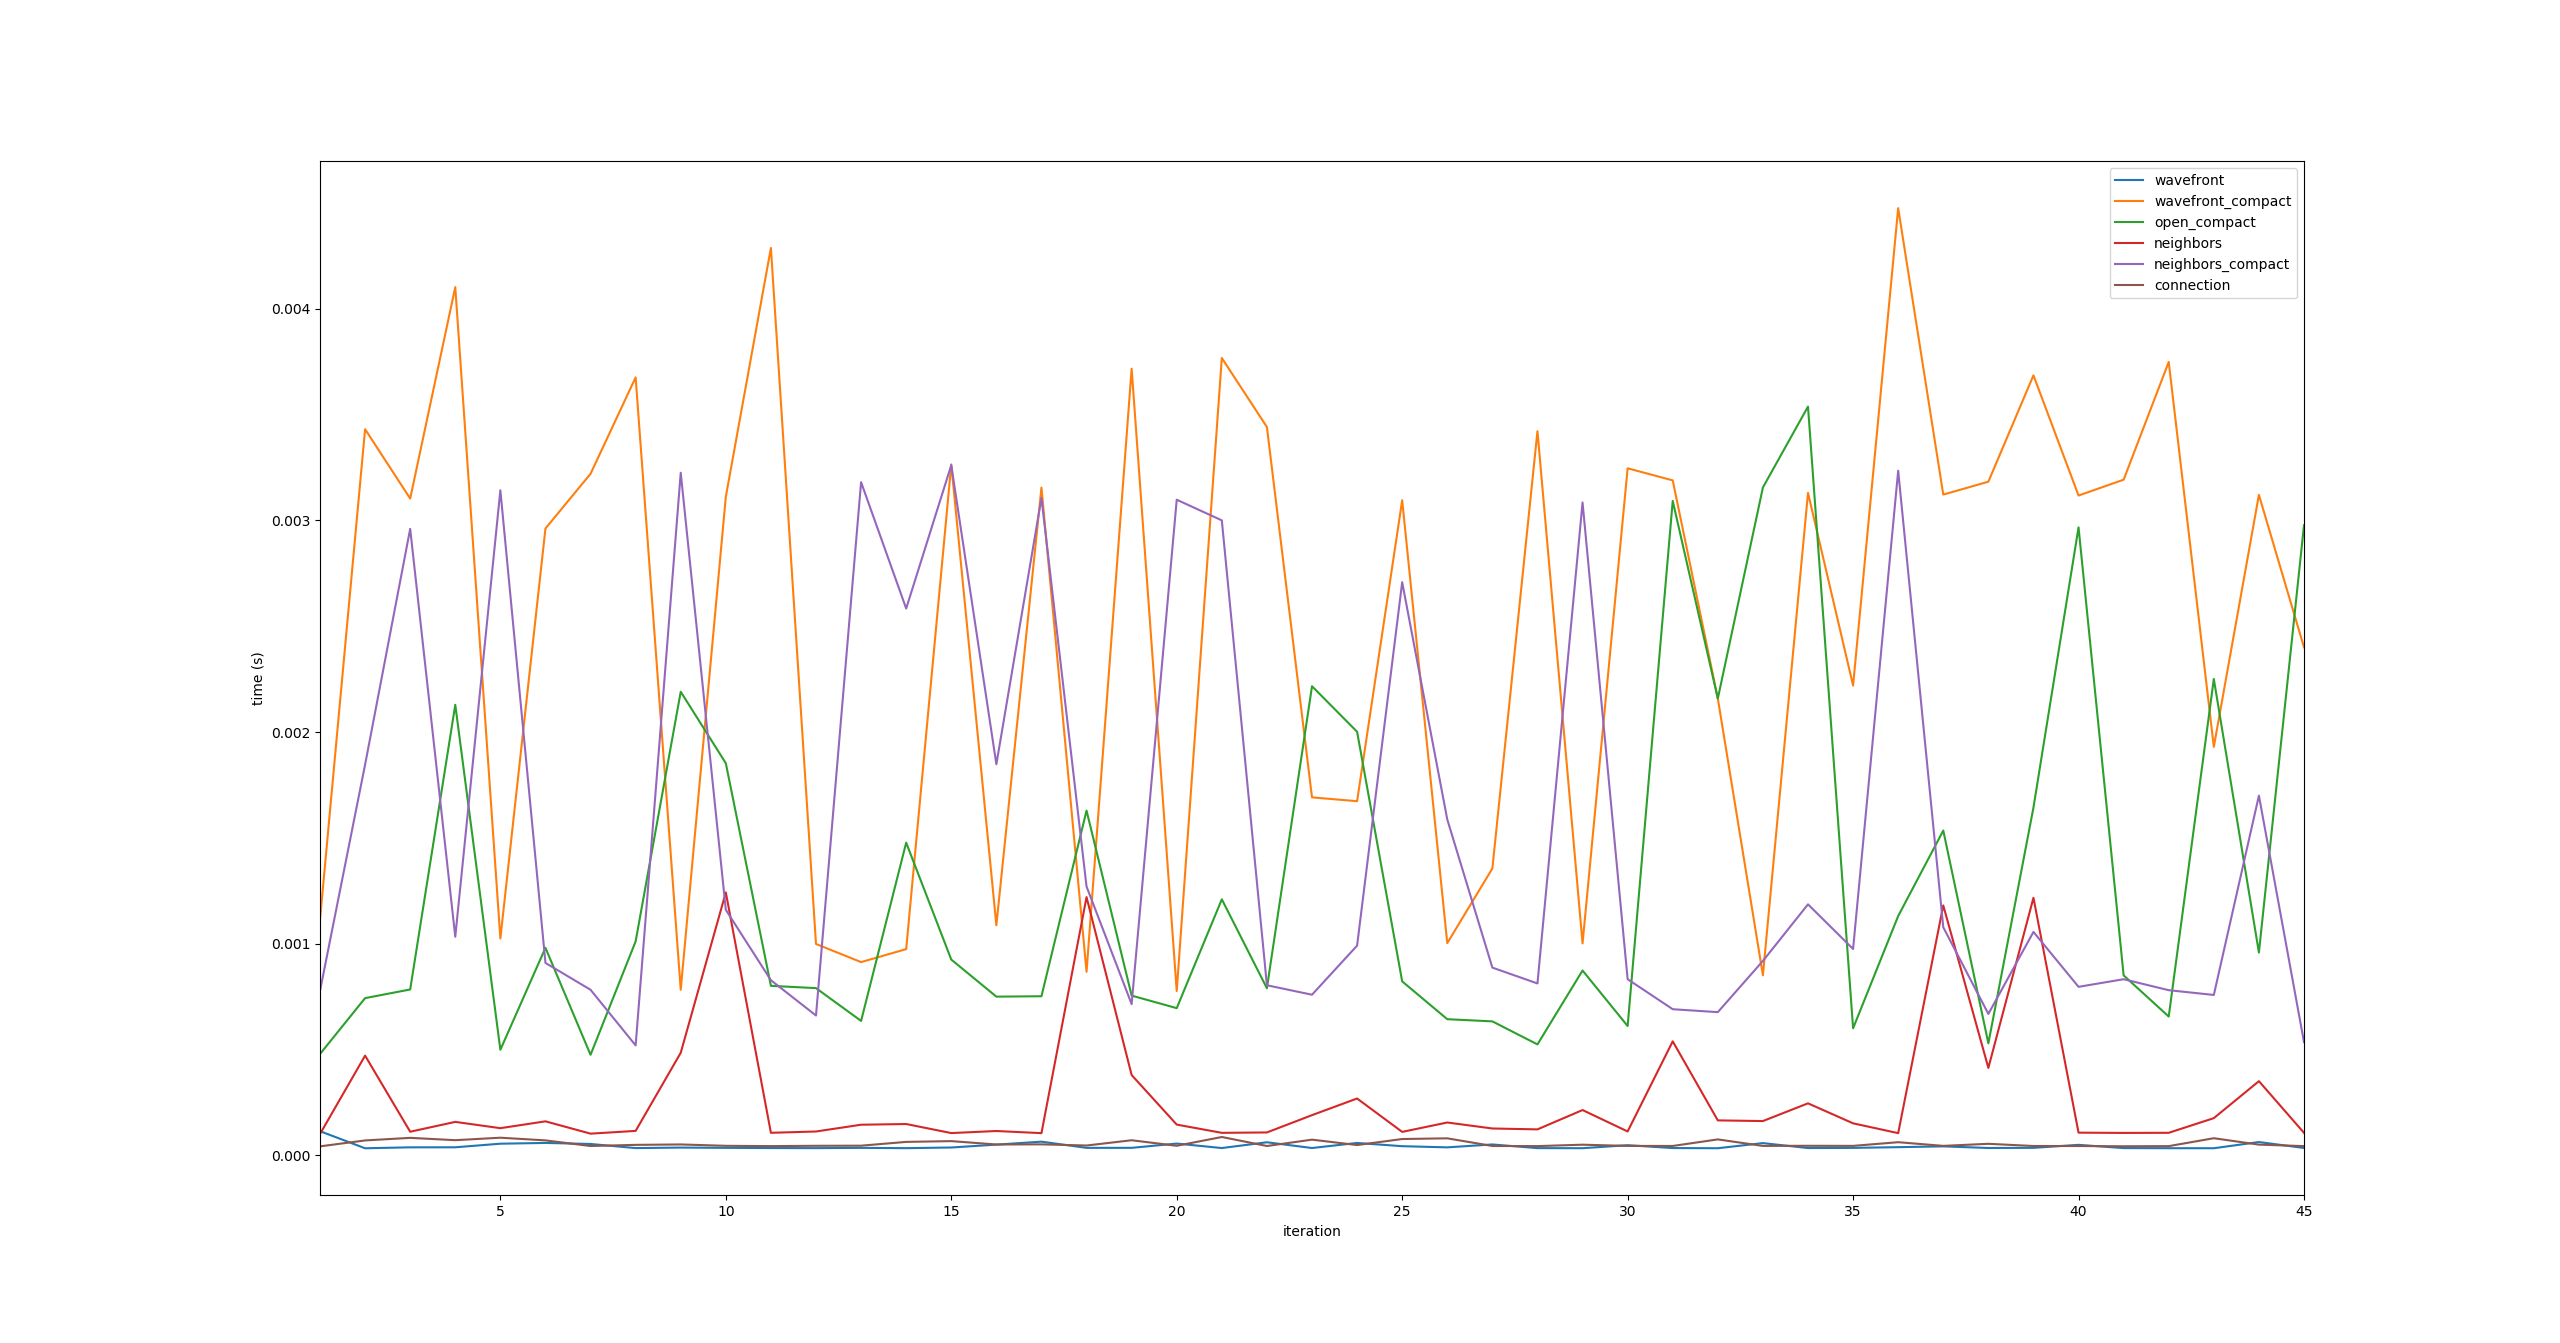 wavefront
wavefront_compact
open_compact
neighbors
neighbors_compact
connection
0.004
0.003
0.002
0.001
0.000
time (s)
5 10 15 20 25 30 35 40 45
iteration